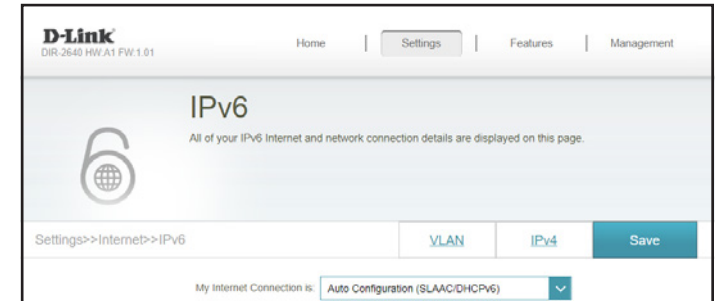 D-Link
DIR-2640 HW:A1 FW:1.01
Home | Settings | Features | Management
IPv6
All of your IPv6 Internet and network connection details are displayed on this page.
Settings>>Internet>>IPv6
VLAN
IPv4
Save
My Internet Connection is: Auto Configuration (SLAAC/DHCPv6)